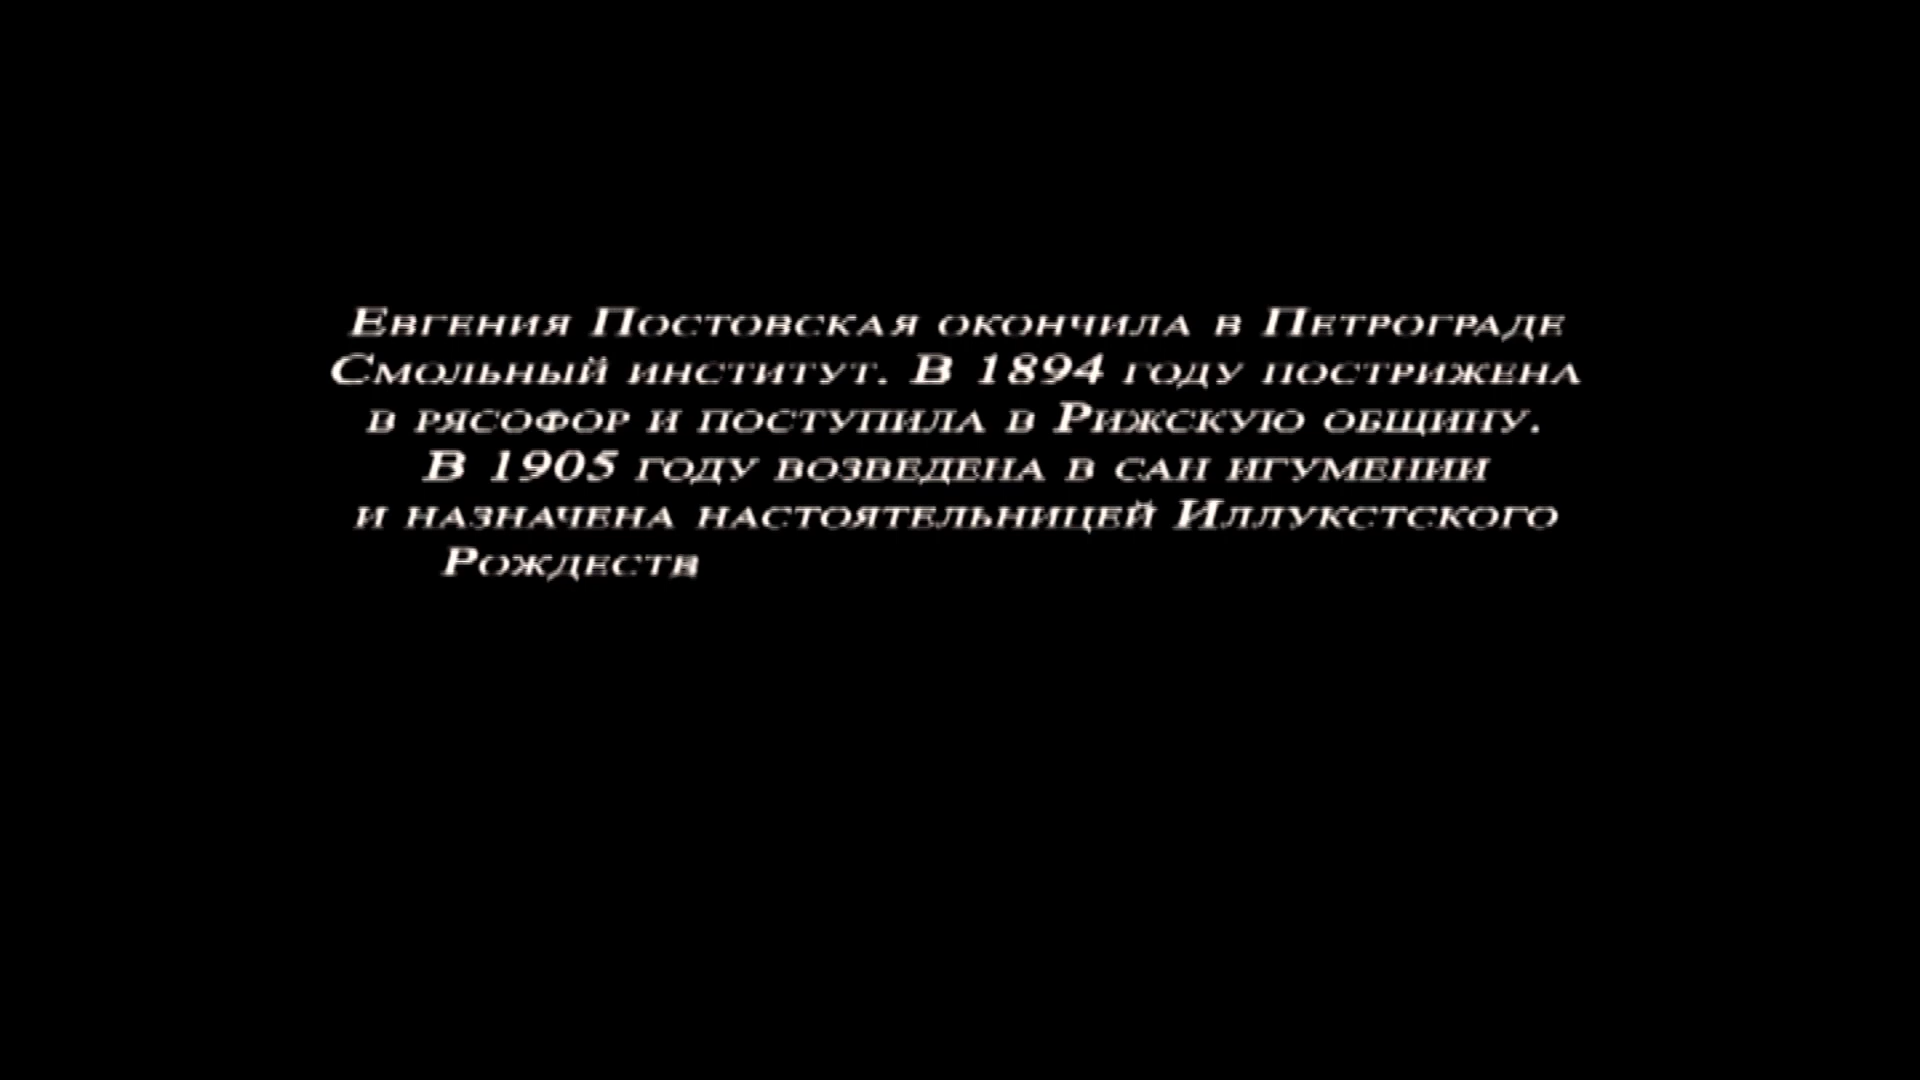 Евгения Постовская окончила в Петрограде
Смольный институт. В 1894 году пострижена
в рясофор и поступила в Рижскую общину.
В 1905 году возведена в сан игумении
и назначена настоятельницей Иллукстского
Рождеств